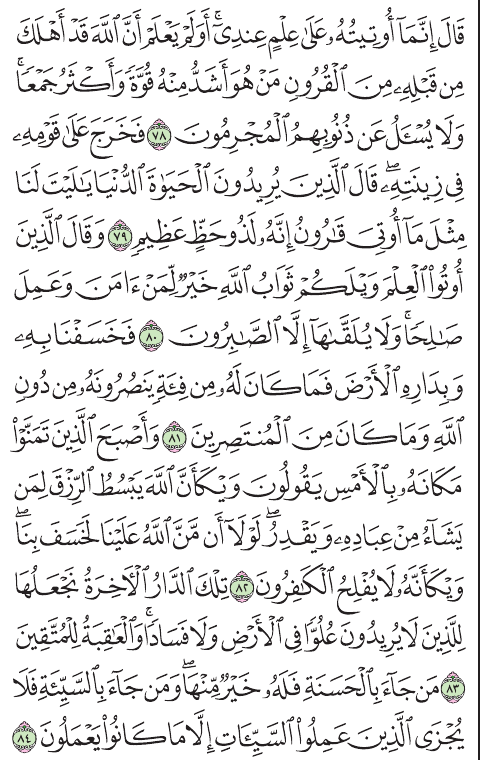 قَالَ إِنَّمَآ أُوتِيتُهُۥ عَلَىٰ عِلْمٍ عِندِىٓ ۚ أَوَلَمْ يَعْلَمْ أَنَّ ٱللَّهَ قَدْ أَهْلَكَ
مِن قَبْلِهِۦ مِنَ ٱلْقُرُونِ مَنْ هُوَ أَشَدُّ مِنْهُ قُوَّةً وَأَكْثَرُ جَمْعًا ۚ
وَلَا يُسْـَٔلُ عَن ذُنُوبِهِمُ ٱلْمُجْرِمُونَ ٧٨ فَخَرَجَ عَلَىٰ قَوْمِهِۦ
فِى زِينَتِهِۦ ۖ قَالَ ٱلَّذِينَ يُرِيدُونَ ٱلْحَيَوٰةَ ٱلدُّنْيَا يَٰلَيْتَ لَنَا
مِثْلَ مَآ أُوتِىَ قَٰرُونُ إِنَّهُۥ لَذُو حَظٍّ عَظِيمٍ ٧٩ وَقَالَ ٱلَّذِينَ
أُوتُوا۟ ٱلْعِلْمَ وَيْلَكُمْ ثَوَابُ ٱللَّهِ خَيْرٌ لِّمَنْ ءَامَنَ وَعَمِلَ
صَٰلِحًا ۚ وَلَا يُلَقَّىٰهَآ إِلَّا ٱلصَّٰبِرُونَ ٨٠ فَخَسَفْنَا بِهِۦ
وَبِدَارِهِ ٱلْأَرْضَ فَمَا كَانَ لَهُۥ مِن فِئَةٍ يَنصُرُونَهُۥ مِن دُونِ
ٱللَّهِ وَمَا كَانَ مِنَ ٱلْمُنتَصِرِينَ ٨١ وَأَصْبَحَ ٱلَّذِينَ تَمَنَّوْا۟
مَكَانَهُۥ بِٱلْأَمْسِ يَقُولُونَ وَيْكَأَنَّ ٱللَّهَ يَبْسُطُ ٱلرِّزْقَ لِمَن
يَشَآءُ مِنْ عِبَادِهِۦ وَيَقْدِرُ ۖ لَوْلَآ أَن مَّنَّ ٱللَّهُ عَلَيْنَا لَخَسَفَ بِنَا ۖ
وَيْكَأَنَّهُۥ لَا يُفْلِحُ ٱلْكَٰفِرُونَ ٨٢ تِلْكَ ٱلدَّارُ ٱلْءَاخِرَةُ نَجْعَلُهَا
لِلَّذِينَ لَا يُرِيدُونَ عُلُوًّا فِى ٱلْأَرْضِ وَلَا فَسَادًا ۚ وَٱلْعَٰقِبَةُ لِلْمُتَّقِينَ
٨٣ مَن جَآءَ بِٱلْحَسَنَةِ فَلَهُۥ خَيْرٌ مِّنْهَا ۖ وَمَن جَآءَ بِٱلسَّيِّئَةِ فَلَا
يُجْزَى ٱلَّذِينَ عَمِلُوا۟ ٱلسَّيِّـَٔاتِ إِلَّا مَا كَانُوا۟ يَعْمَلُونَ ٨٤